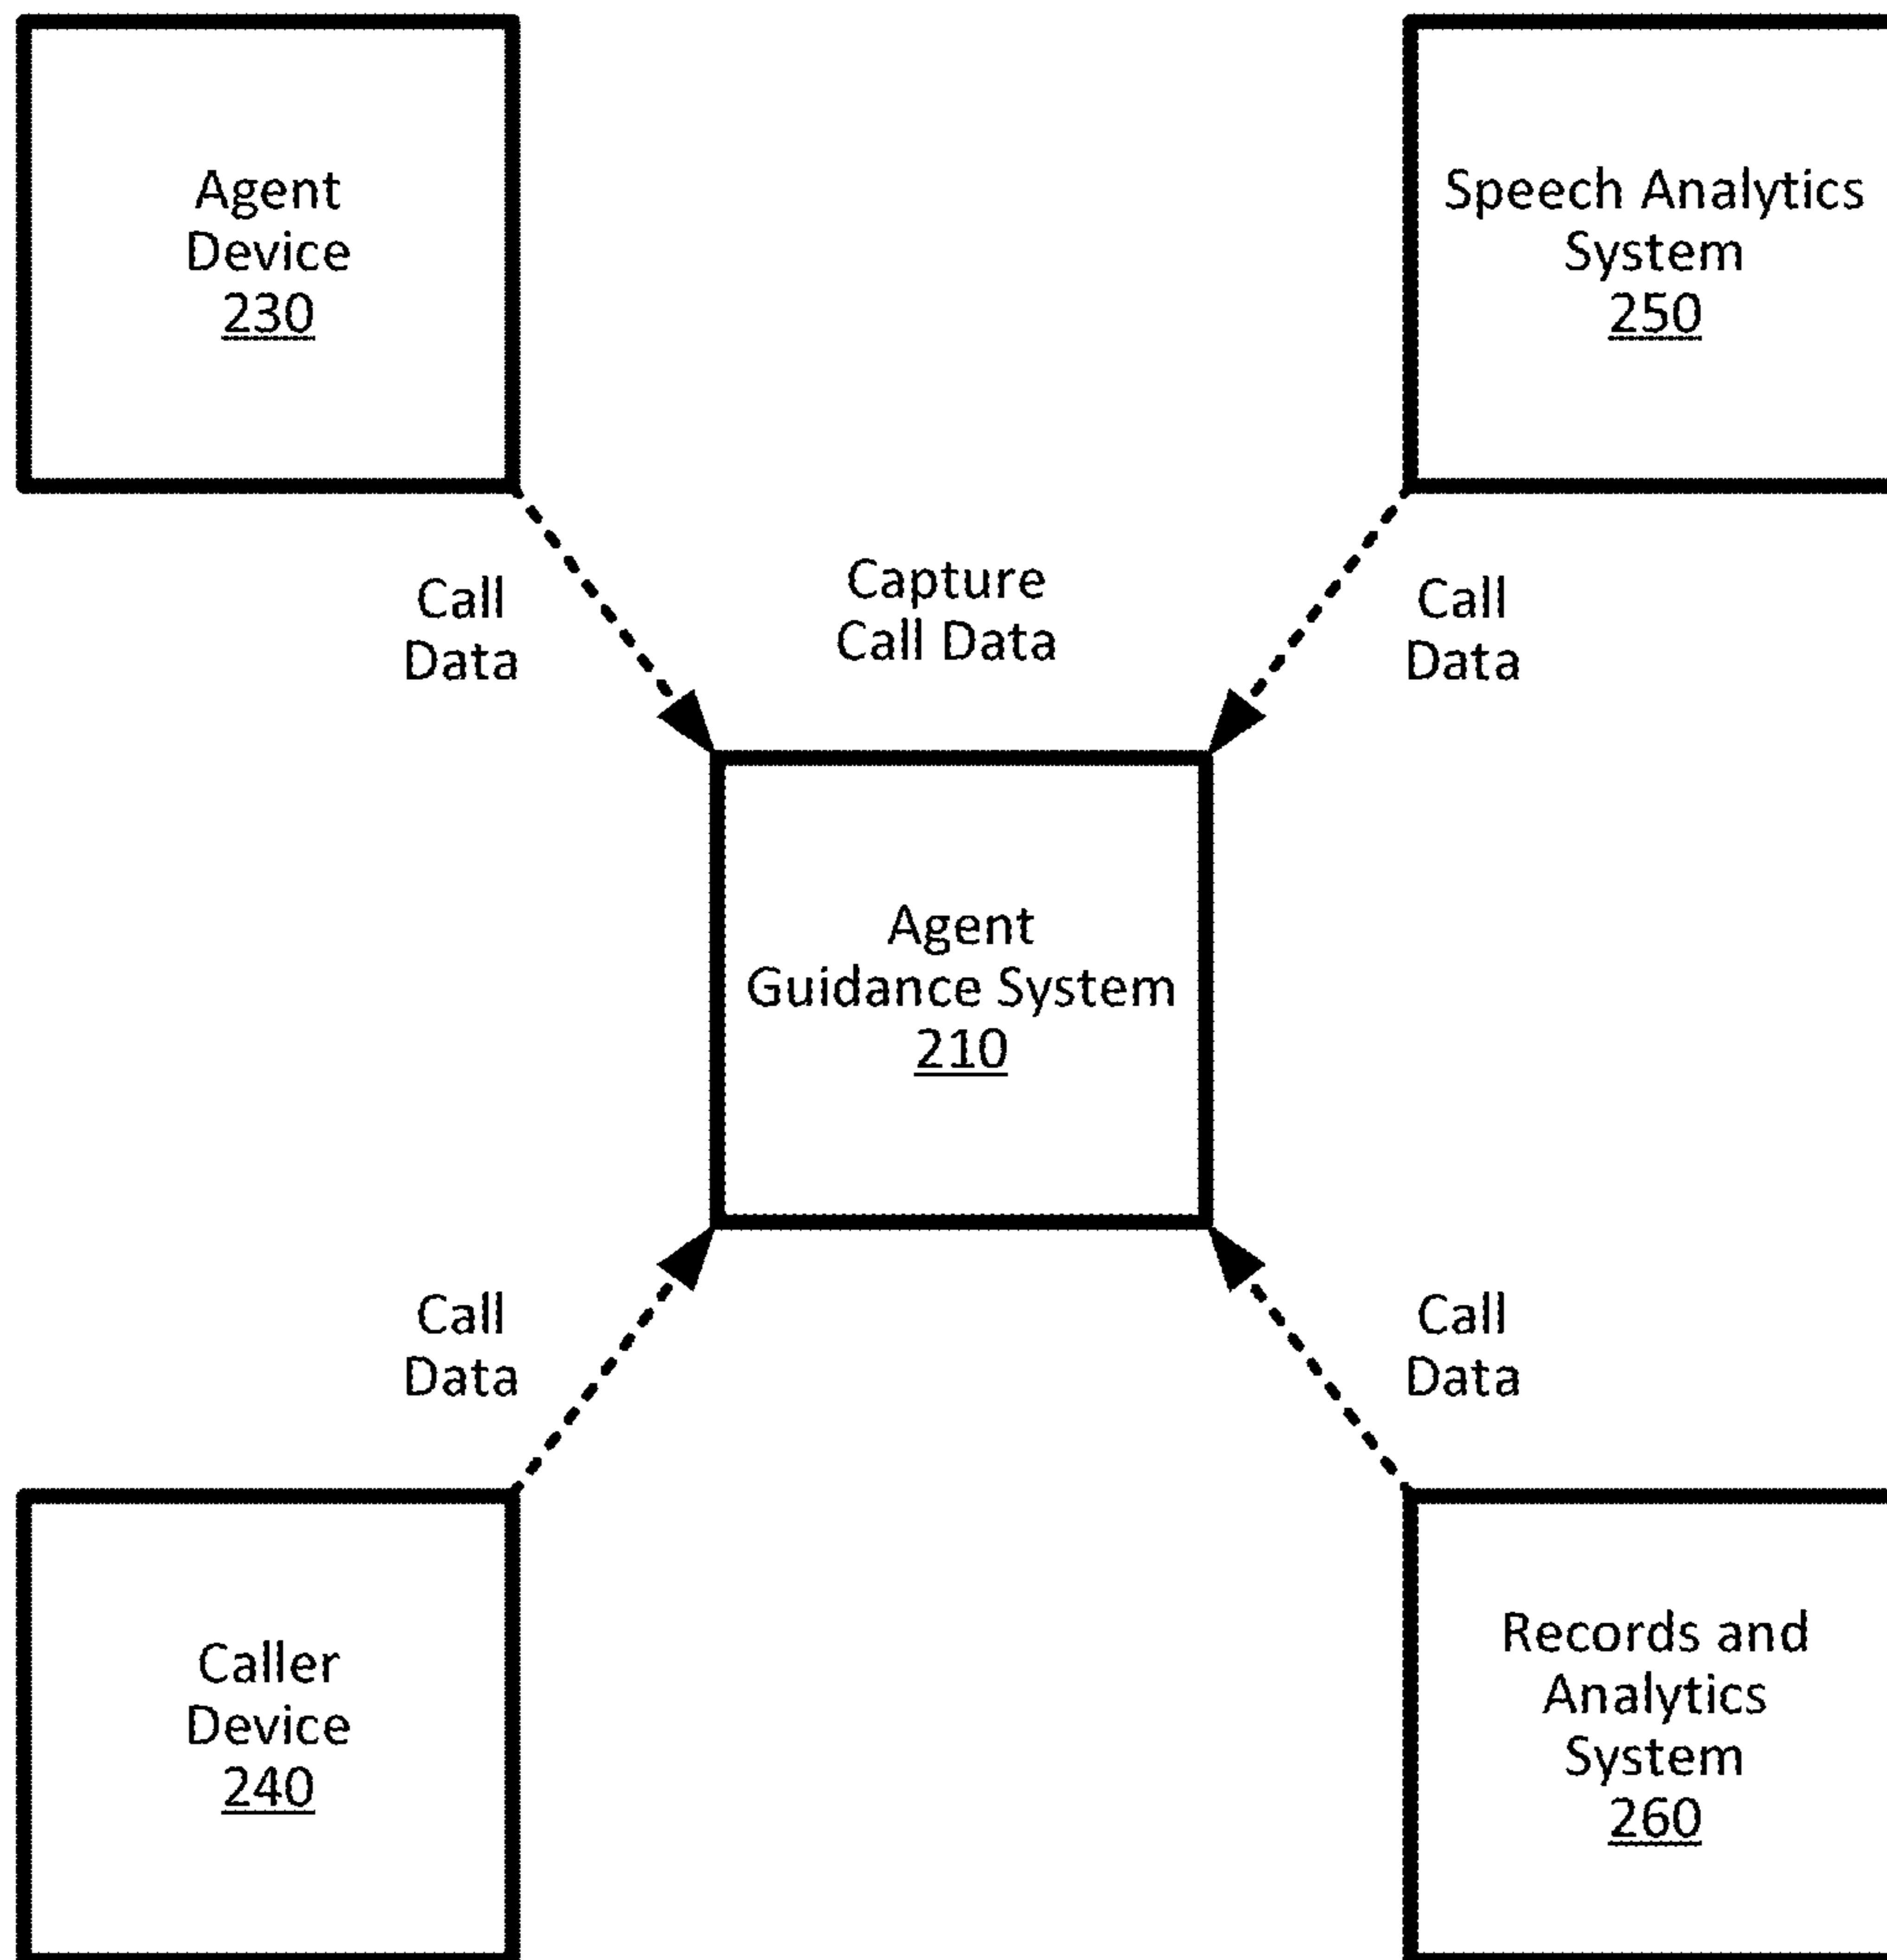 Agent
Device
230
Speech Analytics
System
250
Call
Data
Capture
Call Data
Call
Data
Agent
Guidance System
210
Call
Data
Call
Data
Caller
Device
240
Records and
Analytics
System
260